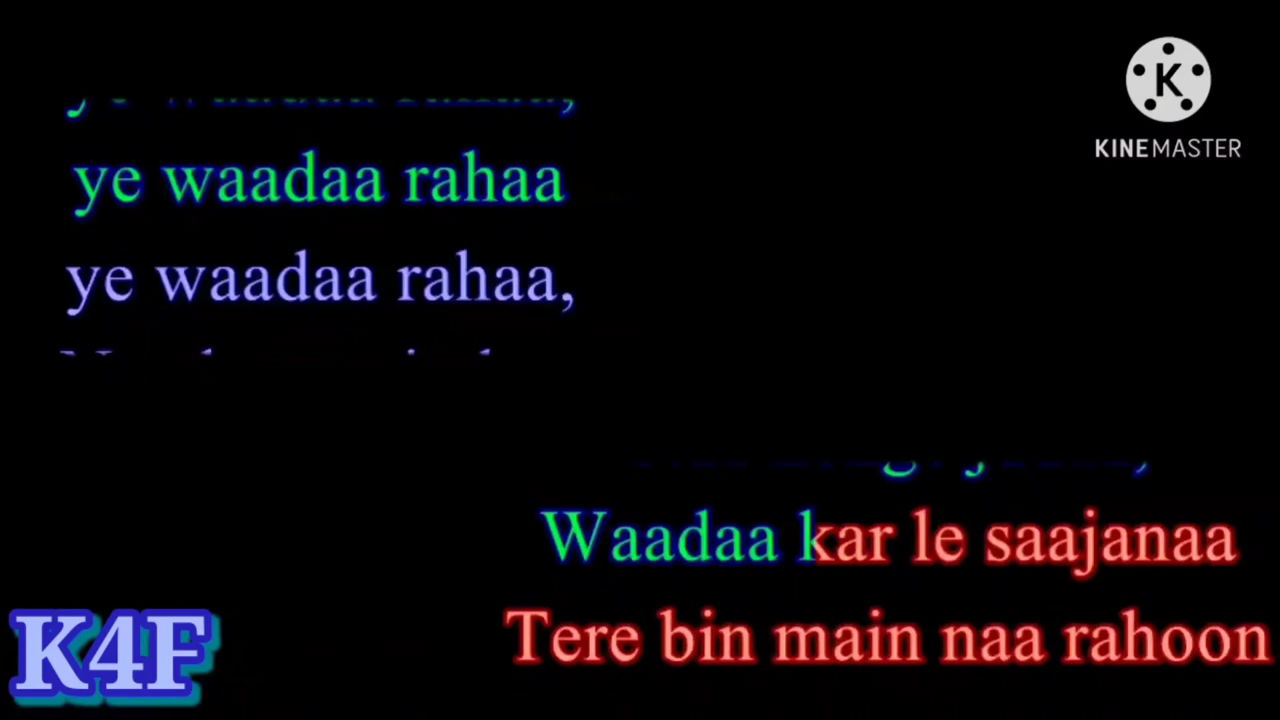 KINEMASTER
ye waadaa rahaa
ye waadaa rahaa,
Waadaa kar le saajanaa
Tere bin main naa rahoon
K4F